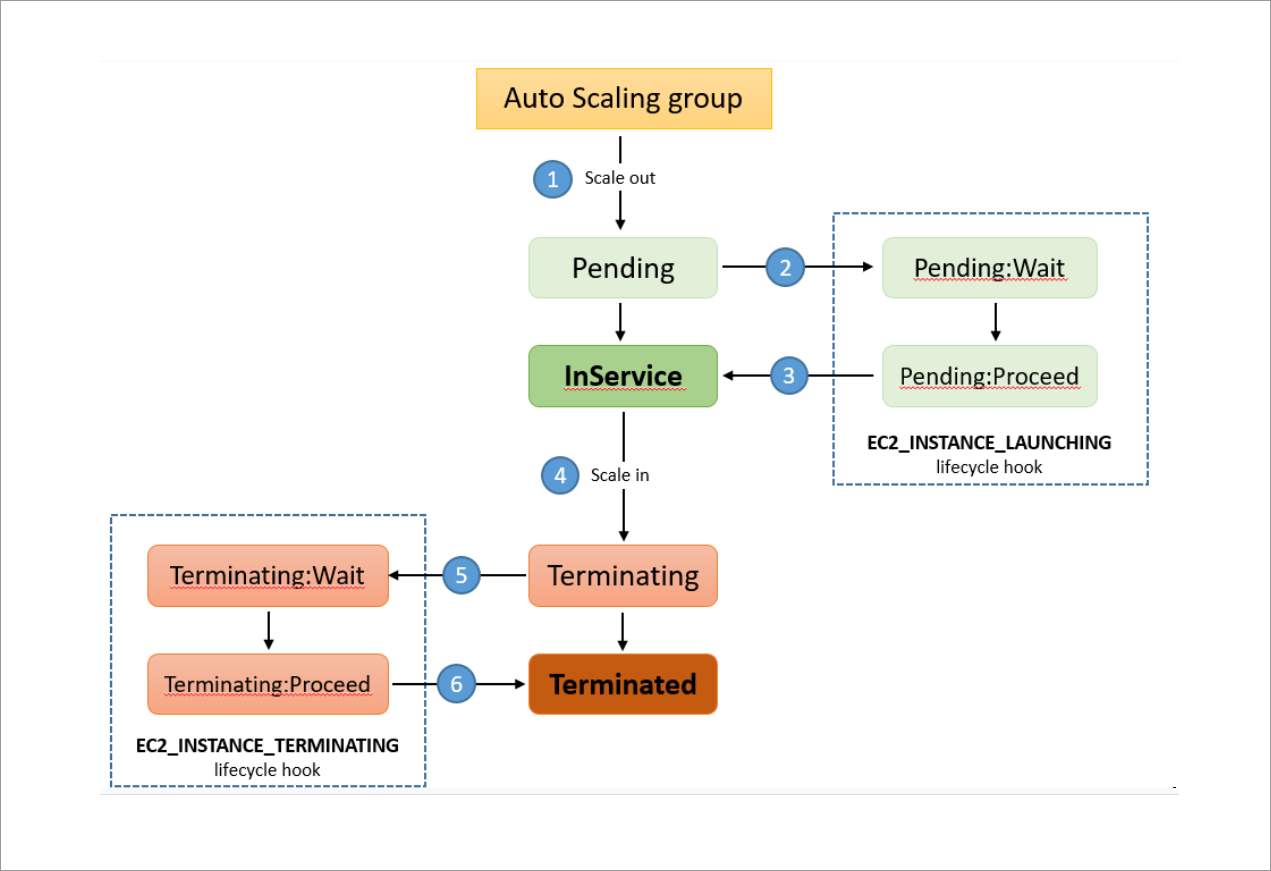 Auto Scaling group
1 Scale out
Pending
2
Pending:Wait
InService
3
Pending:Proceed
EC2_INSTANCE_LAUNCHING
lifecycle hook
4 Scale in
Terminating:Wait
5
Terminating
Terminating:Proceed
6
Terminated
EC2_INSTANCE_TERMINATING
lifecycle hook